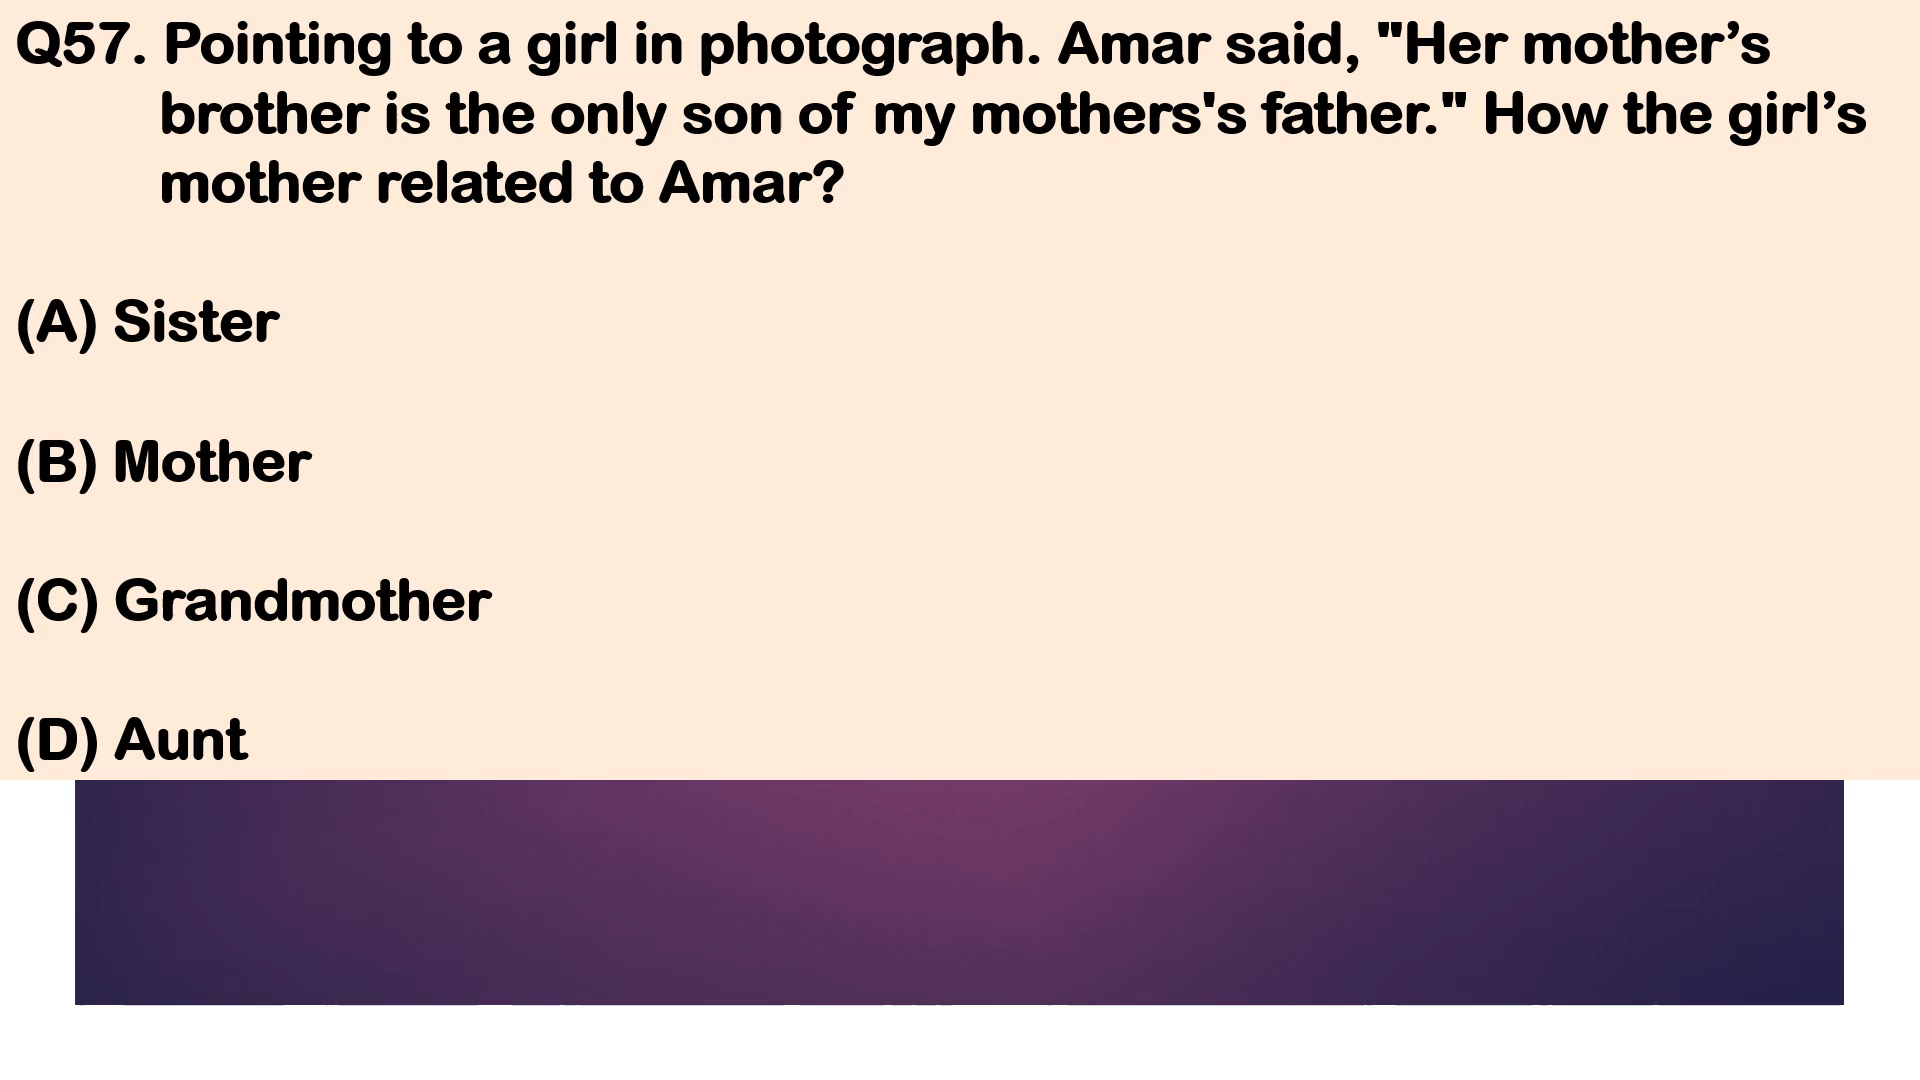 Q57. Pointing to a girl in photograph. Amar said, "Her mother’s
brother is the only son of my mothers's father." How the girl’s
mother related to Amar?
(A) Sister
(B) Mother
(C) Grandmother
(D) Aunt